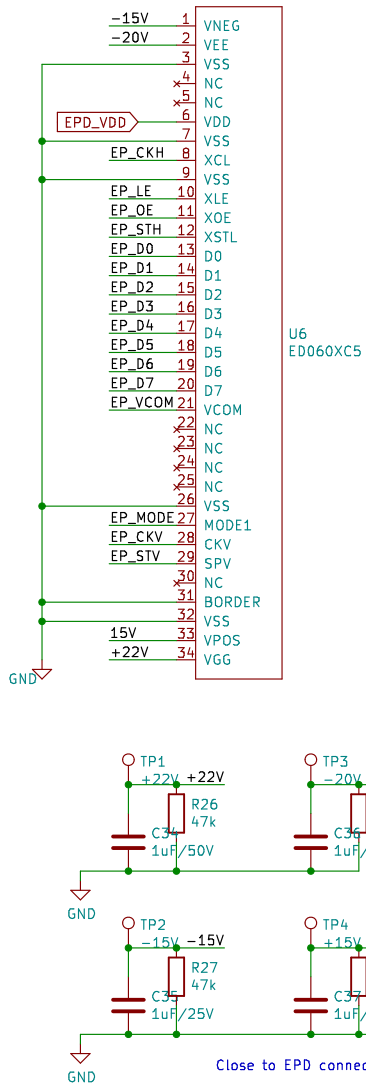 -15V 1 VNEG
-20V 2 VEE
3 VSS
4 NC
5 NC
EPD_VDD 6 VDD
7 VSS
EP_CKH 8 XCL
9 VSS
EP_LE 10 XLE
EP_OE 11 XOE
EP_STH 12 XSTL
EP_D0 13 D0
EP_D1 14 D1
EP_D2 15 D2
EP_D3 16 D3
EP_D4 17 D4
EP_D5 18 D5
EP_D6 19 D6
EP_D7 20 D7
EP_VCOM 21 VCOM
22 NC
23 NC
24 NC
25 NC
26 VSS
EP_MODE 27 MODE1
EP_CKV 28 CKV
EP_STV 29 SPV
30 NC
31 BORDER
32 VSS
15V 33 VPOS
+22V 34 VGG
U6
ED060XC5
GND
TP1
+22V +22V
R26
47k
C34
1uF/50V
GND
TP3
-20V
C36
1uF/
TP2
-15V -15V
R27
47k
C35
1uF/25V
GND
TP4
+15V
C37
1uF/
Close to EPD connec